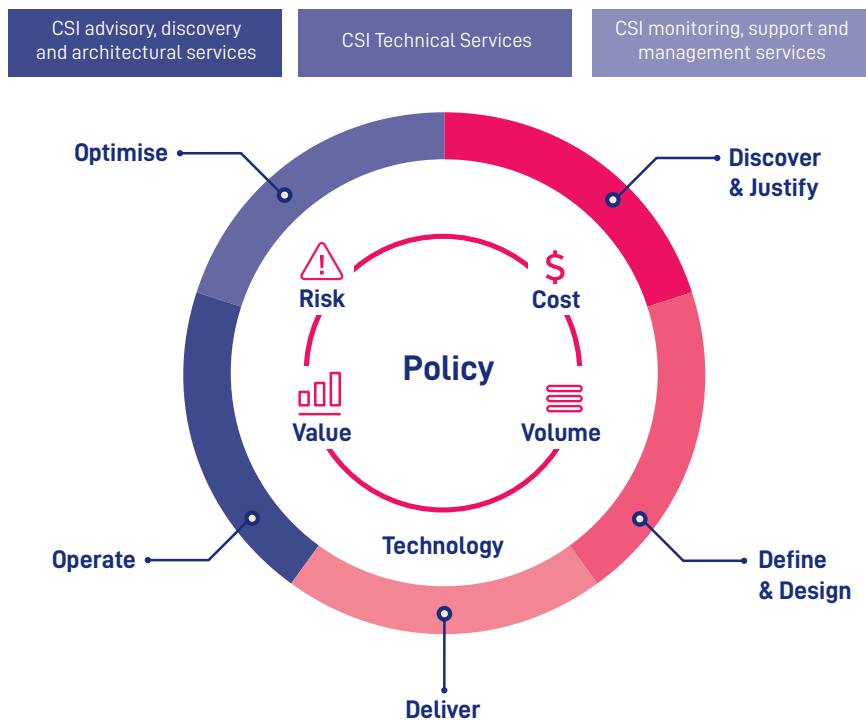 CSI advisory, discovery
and architectural services
CSI Technical Services
CSI monitoring, support and
management services
Optimise
Discover
& Justify
$
Risk
Cost
Policy
Value
Volume
Technology
Operate
Define
& Design
Deliver